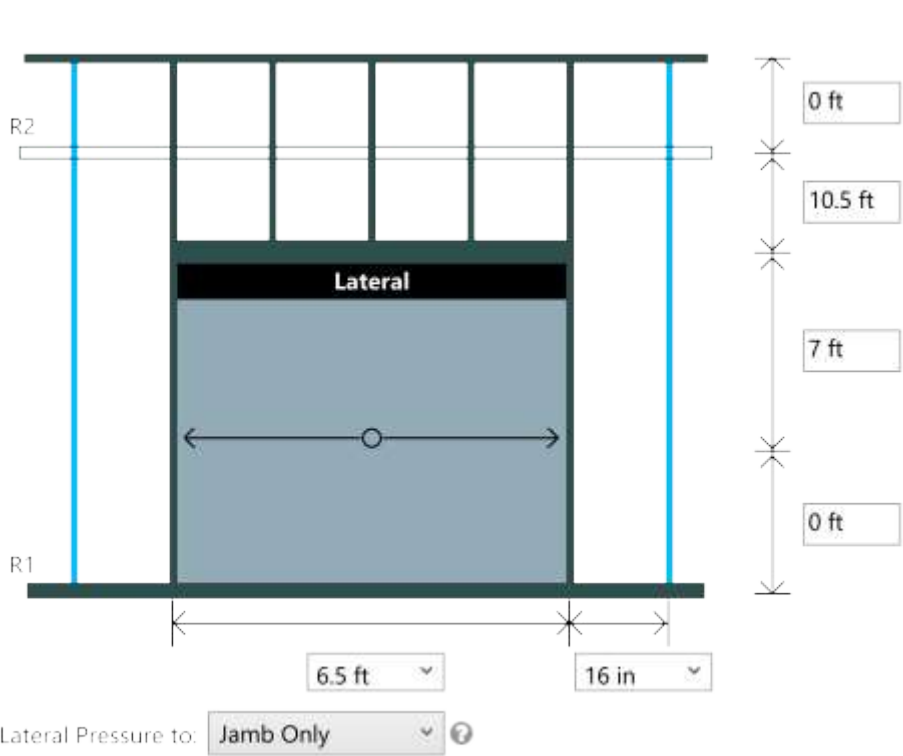 0 ft
R2
10.5 ft
Lateral
7 ft
0 ft
R1
6.5 ft
16 in
Lateral Pressure to: Jamb Only ?